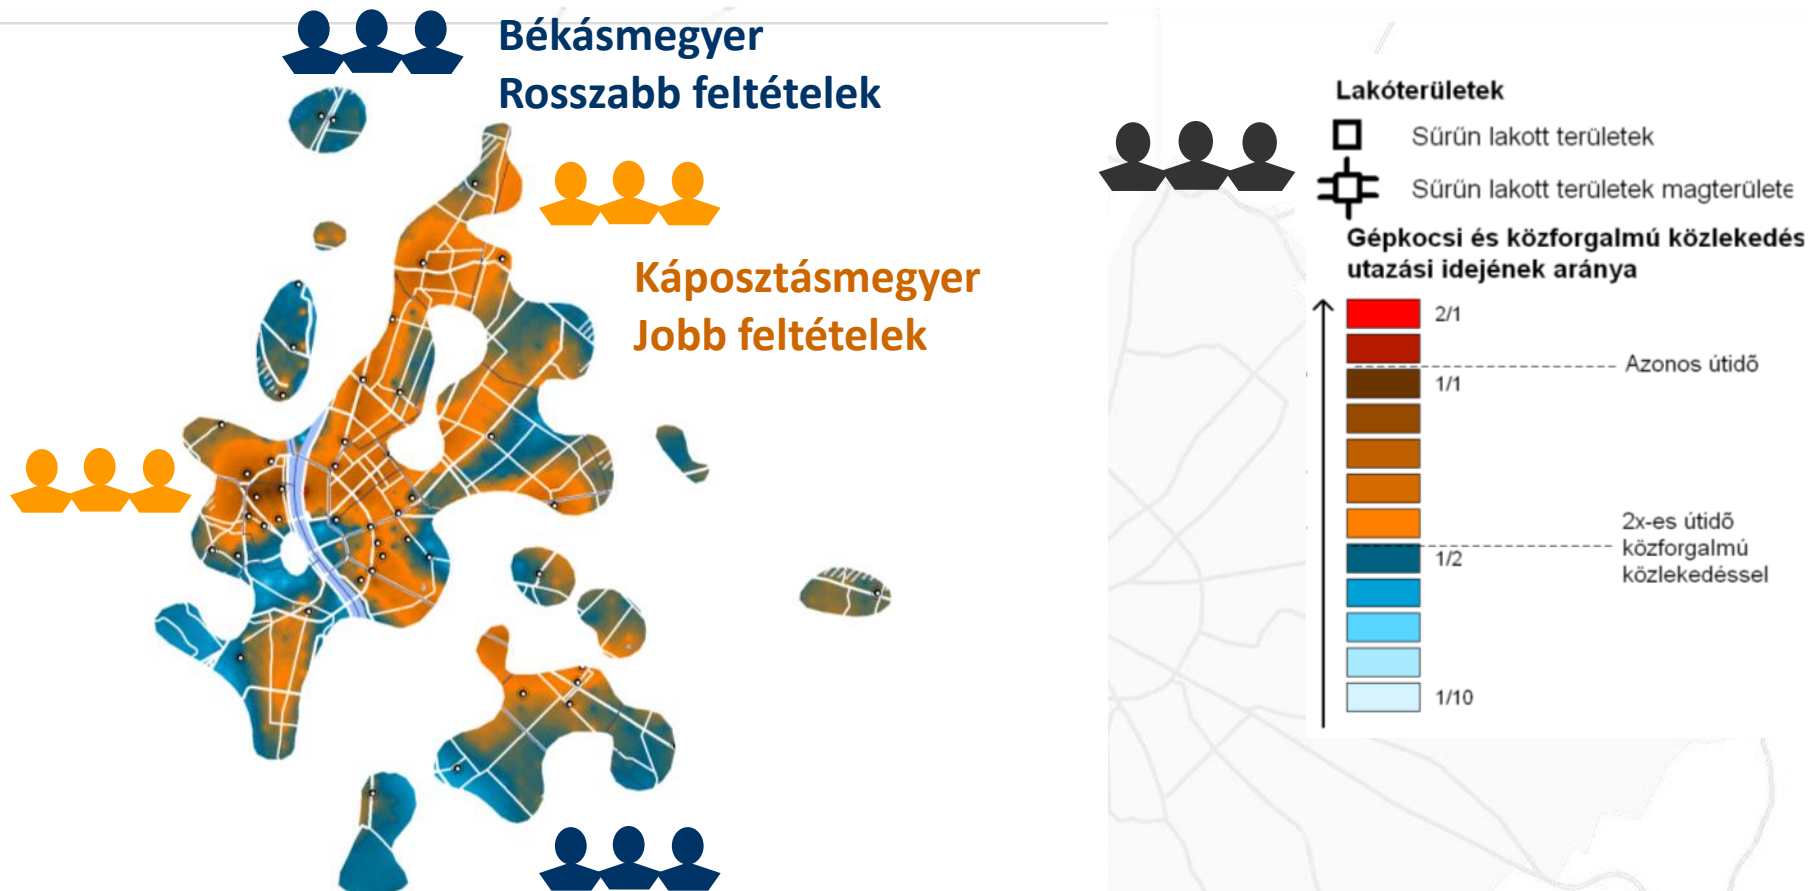 Békásmegyer
Rosszabb feltételek
Káposztásmegyer
Jobb feltételek
Lakóterületek
Sűrűn lakott területek
Sűrűn lakott területek magterülete
Gépkocsi és közforgalmú közlekedés
utazási idejének aránya
2/1
Azonos útidő
1/1
2x-es útidő
közforgalmú
közlekedéssel
1/2
1/10